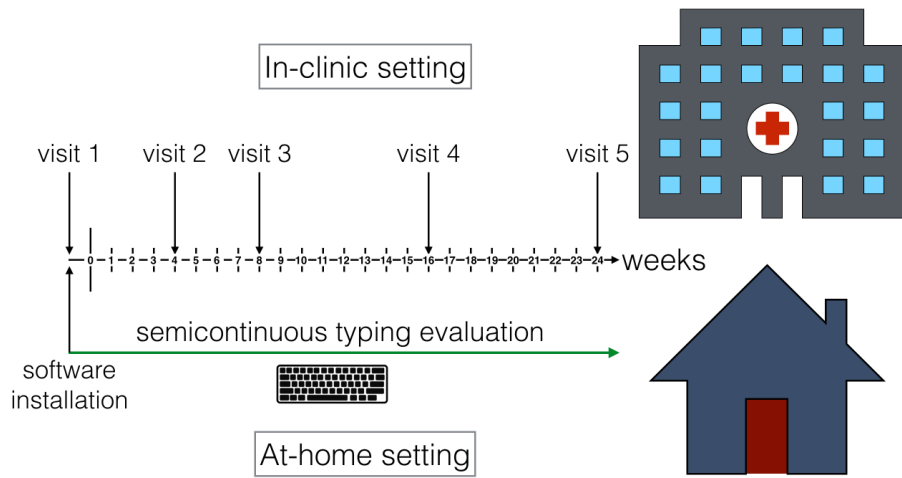 In-clinic setting
visit 1 visit 2 visit 3 visit 4 visit 5
0 1 2 3 4 5 6 7 8 9 10 11 12 13 14 15 16 17 18 19 20 21 22 23 24 weeks
semicontinuous typing evaluation
software
installation
At-home setting